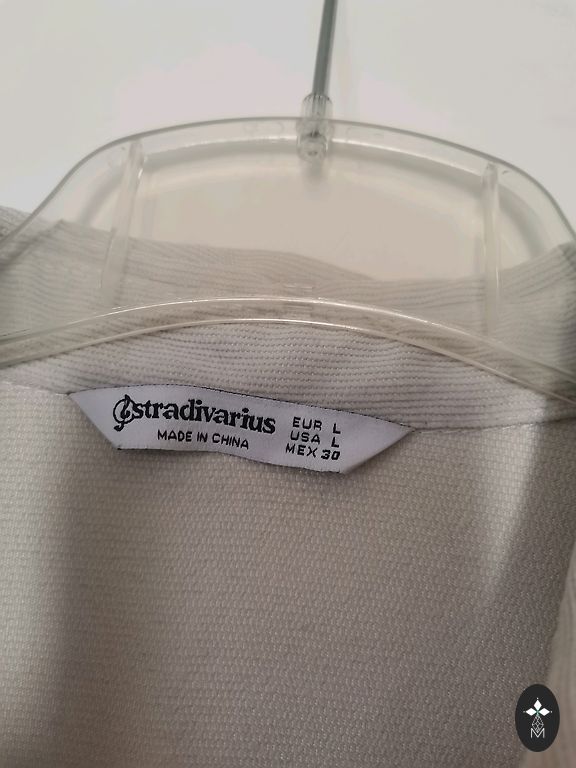 stradivarius
MADE IN CHINA
EUR L
USA L
MEX 30
M